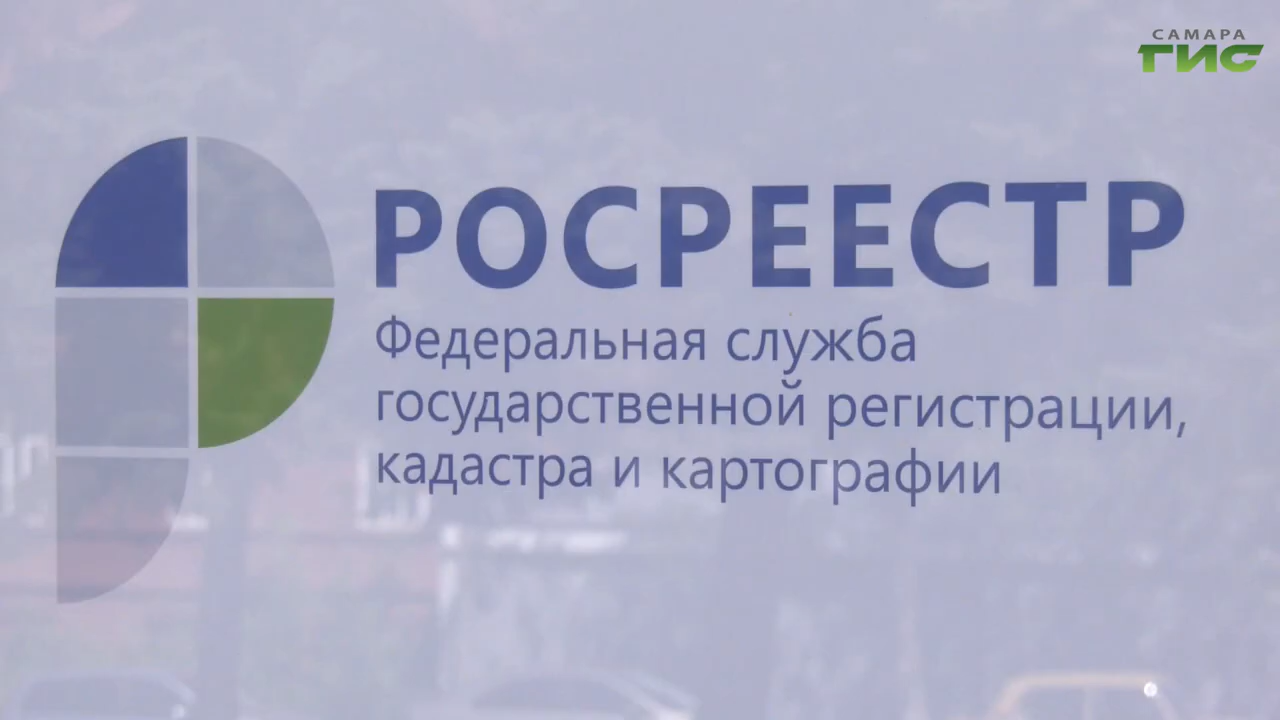 САМАРА
ГИС
РОСРЕЕСТР
Федеральная служба
государственной регистрации,
кадастра и картографии